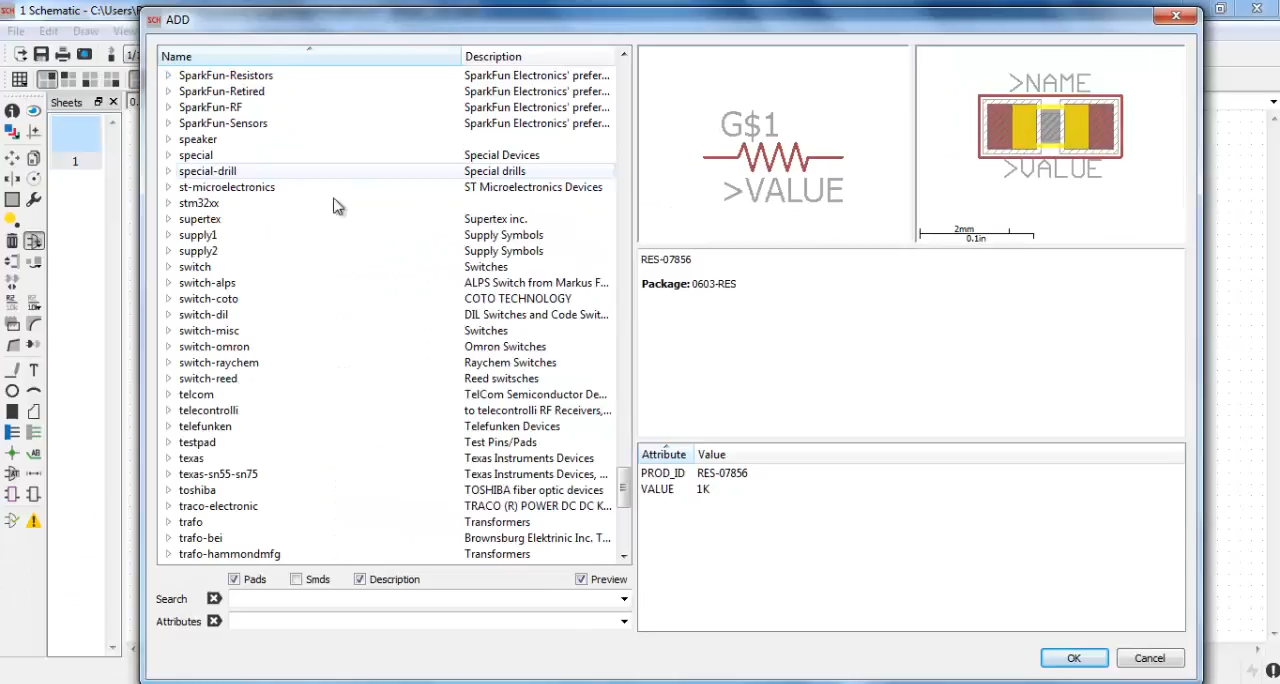 1 Schematic - C:\Users\
ADD
File Edit Draw View
1/
Sheets
0.
1
Name Description
SparkFun-Resistors SparkFun Electronics' prefer...
SparkFun-Retired SparkFun Electronics' prefer...
SparkFun-RF SparkFun Electronics' prefer...
SparkFun-Sensors SparkFun Electronics' prefer...
speaker
special Special Devices
special-drill Special drills
st-microelectronics ST Microelectronics Devices
stm32xx
supertex Supertex inc.
supply1 Supply Symbols
supply2 Supply Symbols
switch Switches
switch-alps ALPS Switch from Markus F...
switch-coto COTO TECHNOLOGY
switch-dil DIL Switches and Code Swit...
switch-misc Switches
switch-omron Omron Switches
switch-raychem Raychem Switches
switch-reed Reed switsches
telcom TelCom Semiconductor De...
telecontrolli to telecontrolli RF Receivers,...
telefunken Telefunken Devices
testpad Test Pins/Pads
texas Texas Instruments Devices
texas-sn55-sn75 Texas Instruments Devices, ...
toshiba TOSHIBA fiber optic devices
traco-electronic TRACO (R) POWER DC DC K...
trafo Transformers
trafo-bei Brownsburg Elektrinic Inc. T...
trafo-hammondmfg Transformers
Pads Smds Description Preview
Search
Attributes
G$1
>VALUE
>NAME
>VALUE
2mm
0.1in
RES-07856
Package: 0603-RES
Attribute Value
PROD_ID RES-07856
VALUE 1K
OK Cancel